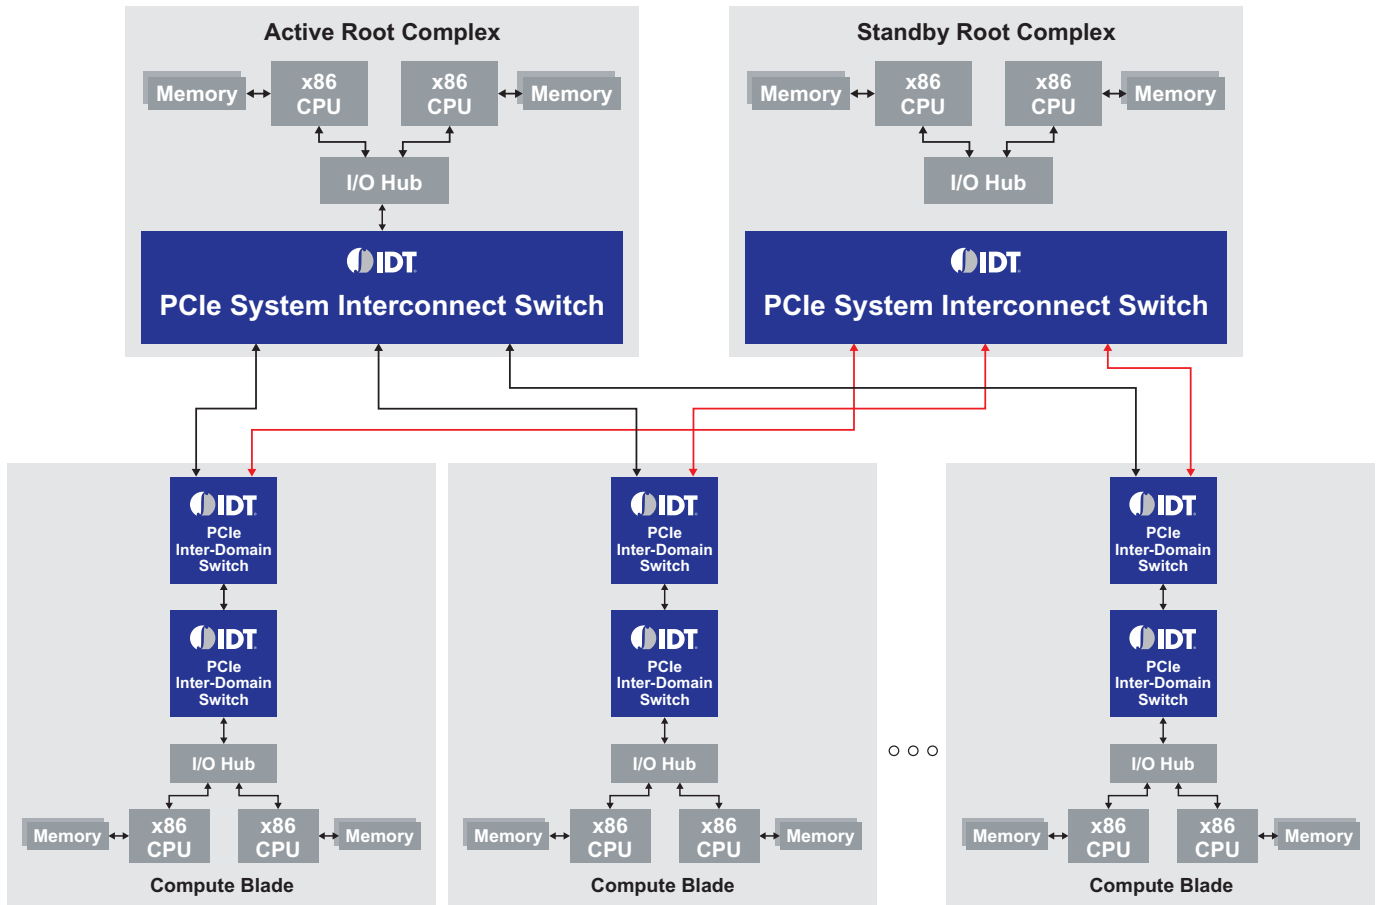 Active Root Complex
Memory
x86
CPU
x86
CPU
Memory
I/O Hub
IDT
PCIe System Interconnect Switch
Standby Root Complex
Memory
x86
CPU
x86
CPU
Memory
I/O Hub
IDT
PCIe System Interconnect Switch
IDT
PCIe
Inter-Domain
Switch
IDT
PCIe
Inter-Domain
Switch
I/O Hub
Memory
x86
CPU
x86
CPU
Memory
Compute Blade
IDT
PCIe
Inter-Domain
Switch
IDT
PCIe
Inter-Domain
Switch
I/O Hub
Memory
x86
CPU
x86
CPU
Memory
Compute Blade
IDT
PCIe
Inter-Domain
Switch
IDT
PCIe
Inter-Domain
Switch
I/O Hub
Memory
x86
CPU
x86
CPU
Memory
Compute Blade